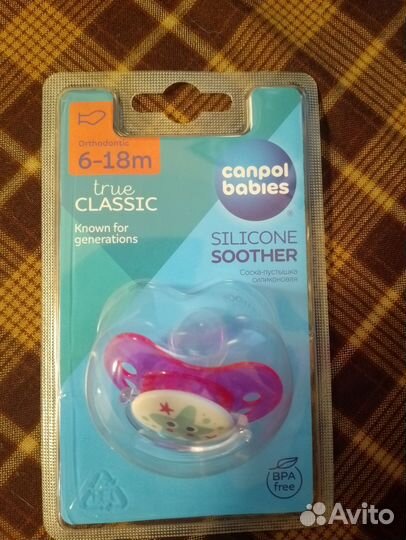 Orthodontic
6-18m
true
CLASSIC
Known for
generations
canpol
babies
®
SILICONE
SOOTHER
Соска-пустышка
силиконовая
BPA
free
Avito